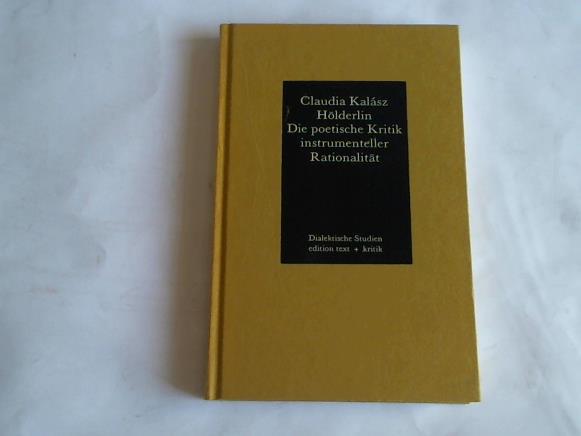 Claudia Kalász
Hölderlin
Die poetische Kritik
instrumenteller
Rationalität
Dialektische Studien
edition text + kritik